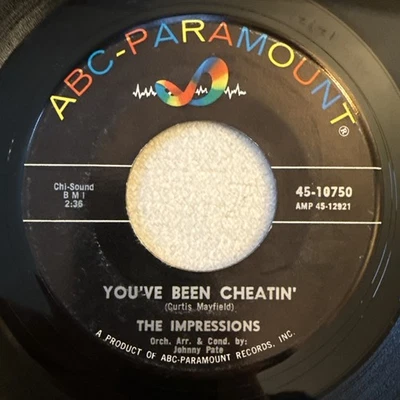 ABC-PARAMOUNT®
Chi-Sound
BMI
2:36
45-10750
AMP 45-12921
YOU'VE BEEN CHEATIN'
(Curtis Mayfield)
THE IMPRESSIONS
Orch. Arr. & Cond. by:
Johnny Pate
A PRODUCT OF ABC-PARAMOUNT RECORDS, INC.